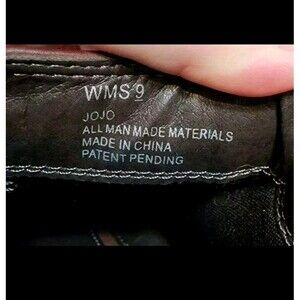 WMS 9
JOJO
ALL MAN MADE MATERIALS
MADE IN CHINA
PATENT PENDING